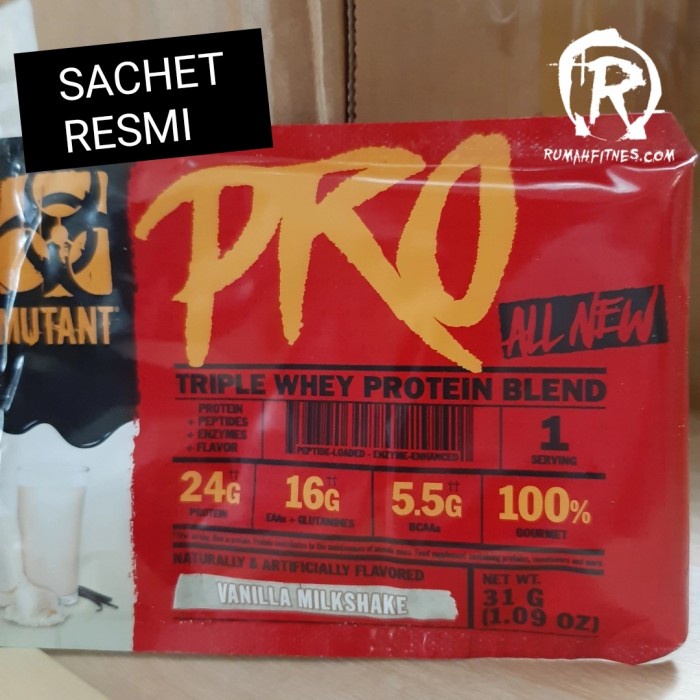 SACHET
RESMI
R
RUMAHFITNES.COM
MUTANT
PRO
ALL NEW
TRIPLE WHEY PROTEIN BLEND
PROTEIN
+ PEPTIDES
+ ENZYMES
+ FLAVOR
PEPTIDE-LOADED - ENZYME-ENHANCED
1
SERVING
24G††
PROTEIN
16G††
EAAs + GLUTAMINES
5.5G††
BCAAs
100%
GOURMET
NATURALLY & ARTIFICIALLY FLAVORED
VANILLA MILKSHAKE
NET WT.
31 G
(1.09 OZ)